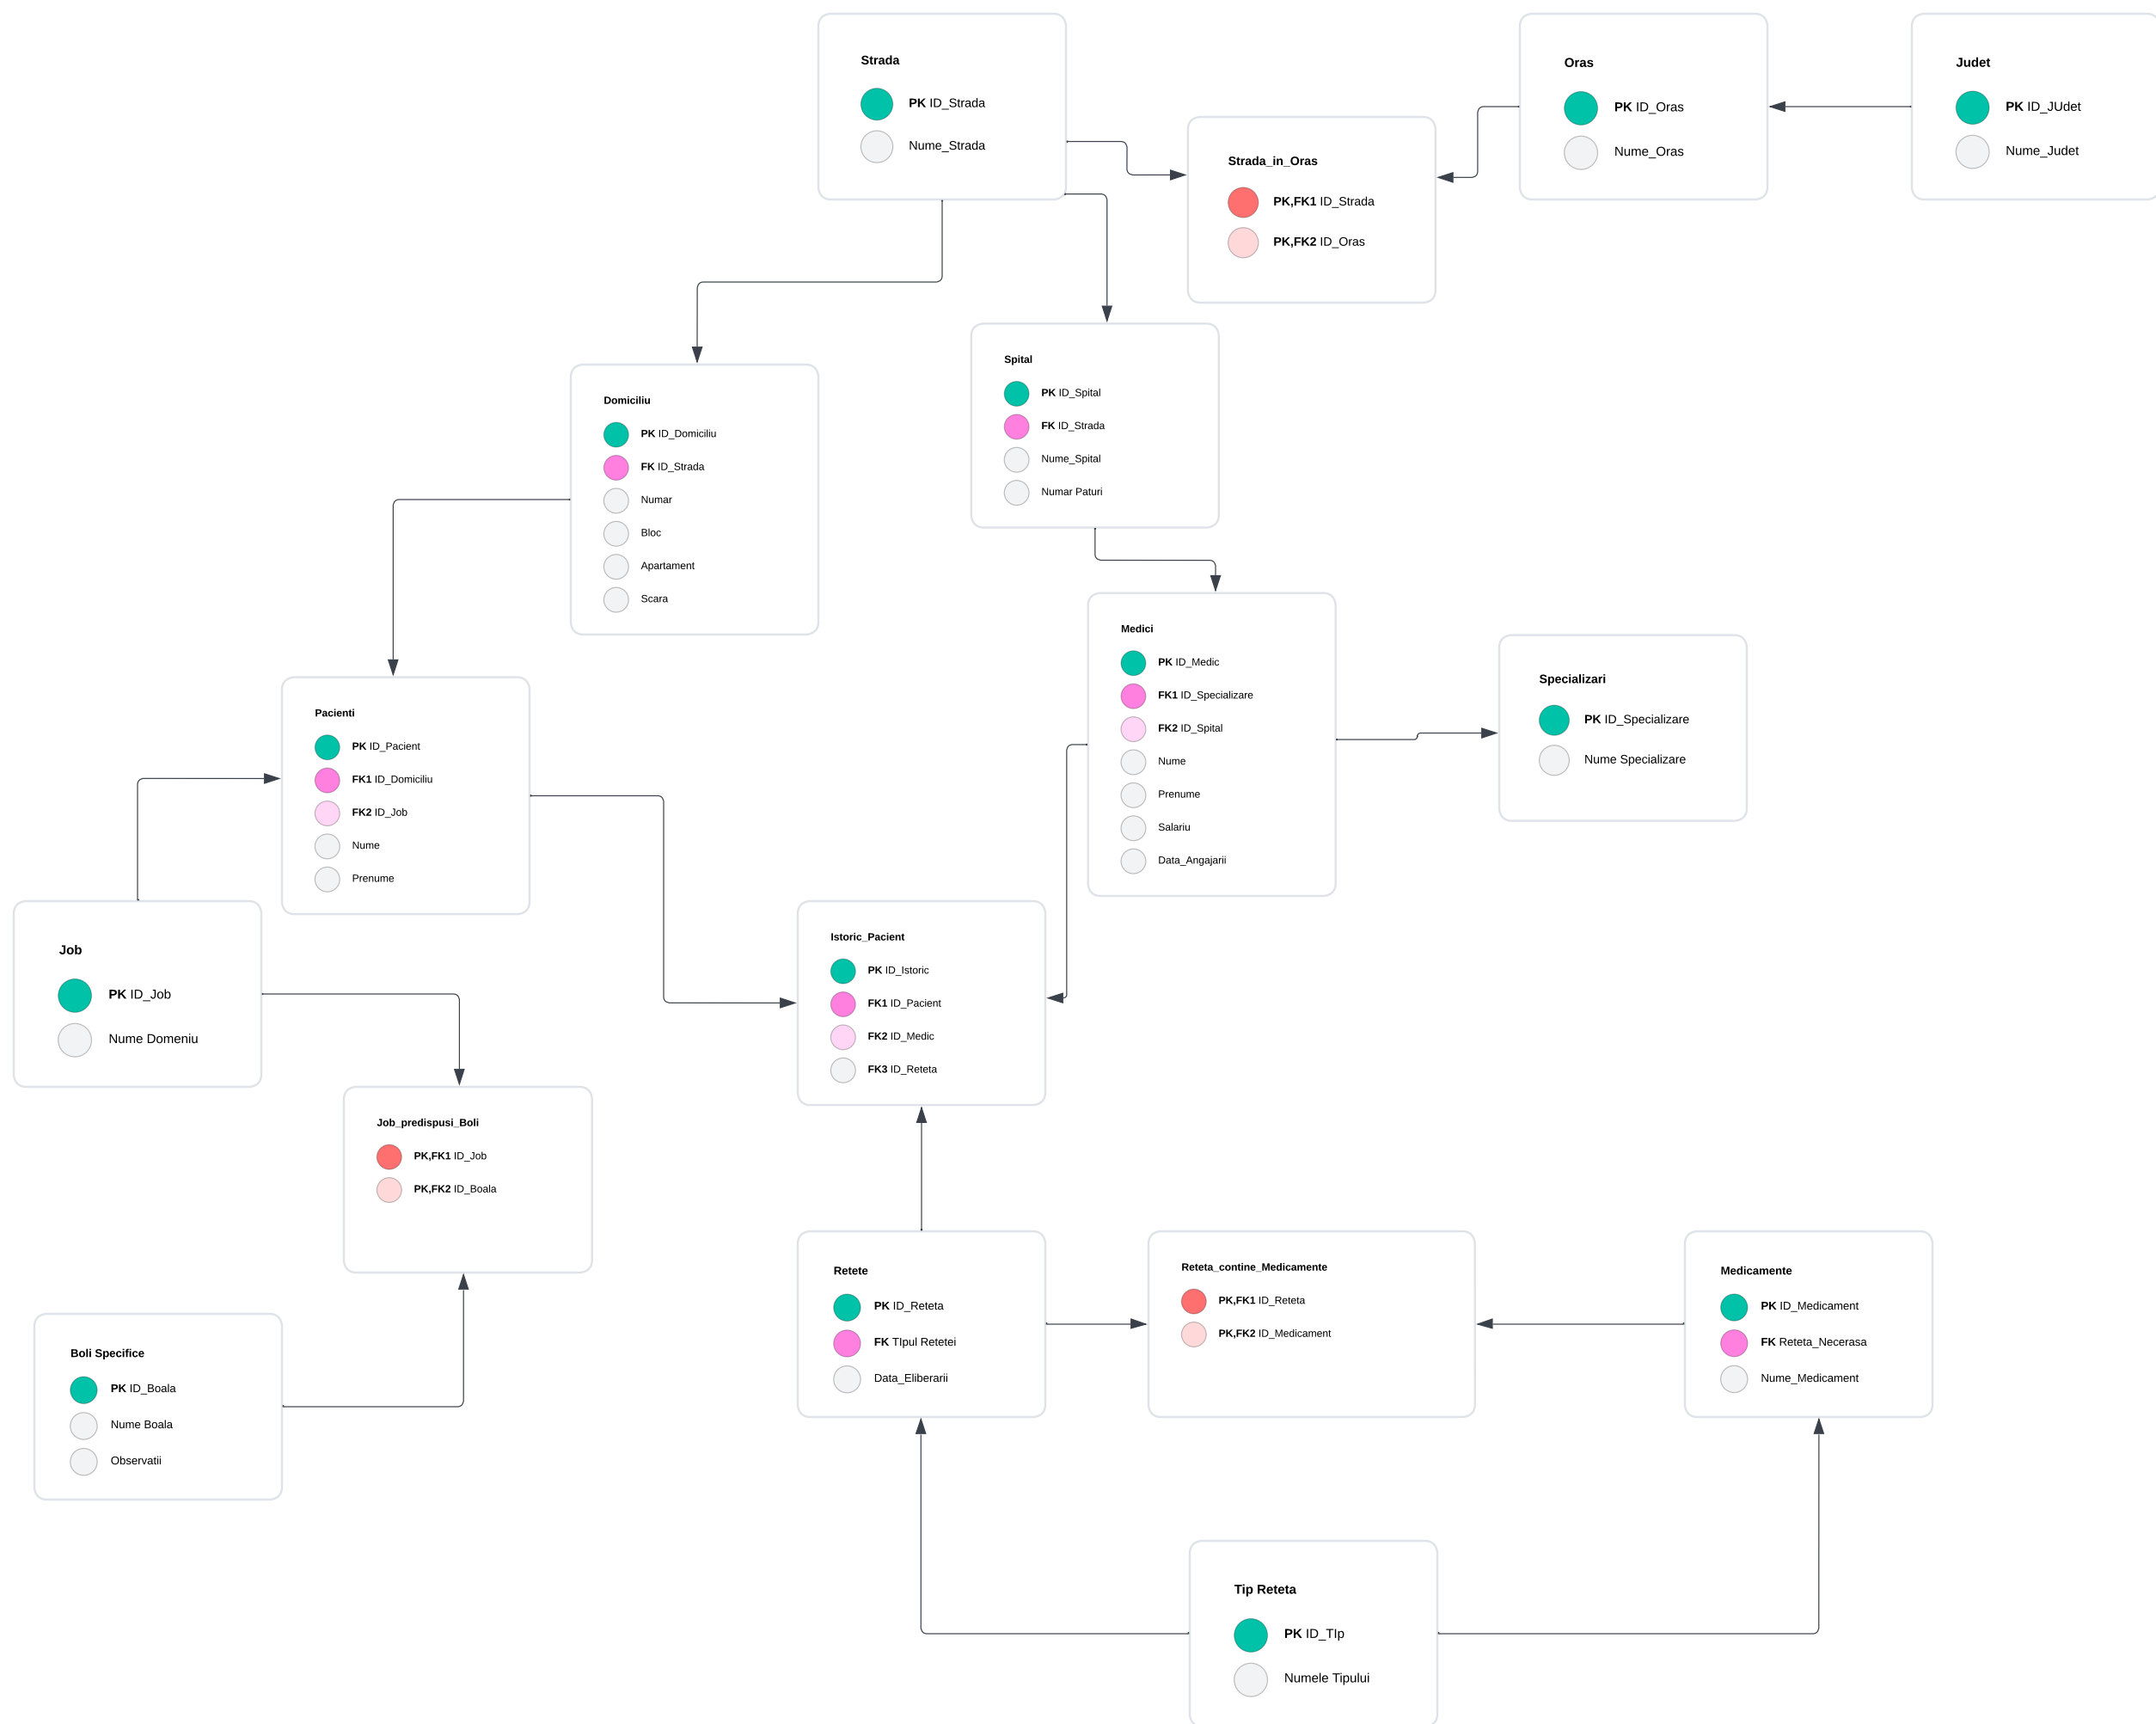 Strada
PK ID_Strada
Nume_Strada
Oras
PK ID_Oras
Nume_Oras
Judet
PK ID_JUdet
Nume_Judet
Strada_in_Oras
PK,FK1 ID_Strada
PK,FK2 ID_Oras
Spital
PK ID_Spital
FK ID_Strada
Nume_Spital
Numar Paturi
Domiciliu
PK ID_Domiciliu
FK ID_Strada
Numar
Bloc
Apartament
Scara
Medici
PK ID_Medic
FK1 ID_Specializare
FK2 ID_Spital
Nume
Prenume
Salariu
Data_Angajarii
Specializari
PK ID_Specializare
Nume Specializare
Pacienti
PK ID_Pacient
FK1 ID_Domiciliu
FK2 ID_Job
Nume
Prenume
Job
PK ID_Job
Nume Domeniu
Istoric_Pacient
PK ID_Istoric
FK1 ID_Pacient
FK2 ID_Medic
FK3 ID_Reteta
Job_predispusi_Boli
PK,FK1 ID_Job
PK,FK2 ID_Boala
Retete
PK ID_Reteta
FK TIpul Retetei
Data_Eliberarii
Reteta_contine_Medicamente
PK,FK1 ID_Reteta
PK,FK2 ID_Medicament
Medicamente
PK ID_Medicament
FK Reteta_Necerasa
Nume_Medicament
Boli Specifice
PK ID_Boala
Nume Boala
Observatii
Tip Reteta
PK ID_TIp
Numele Tipului